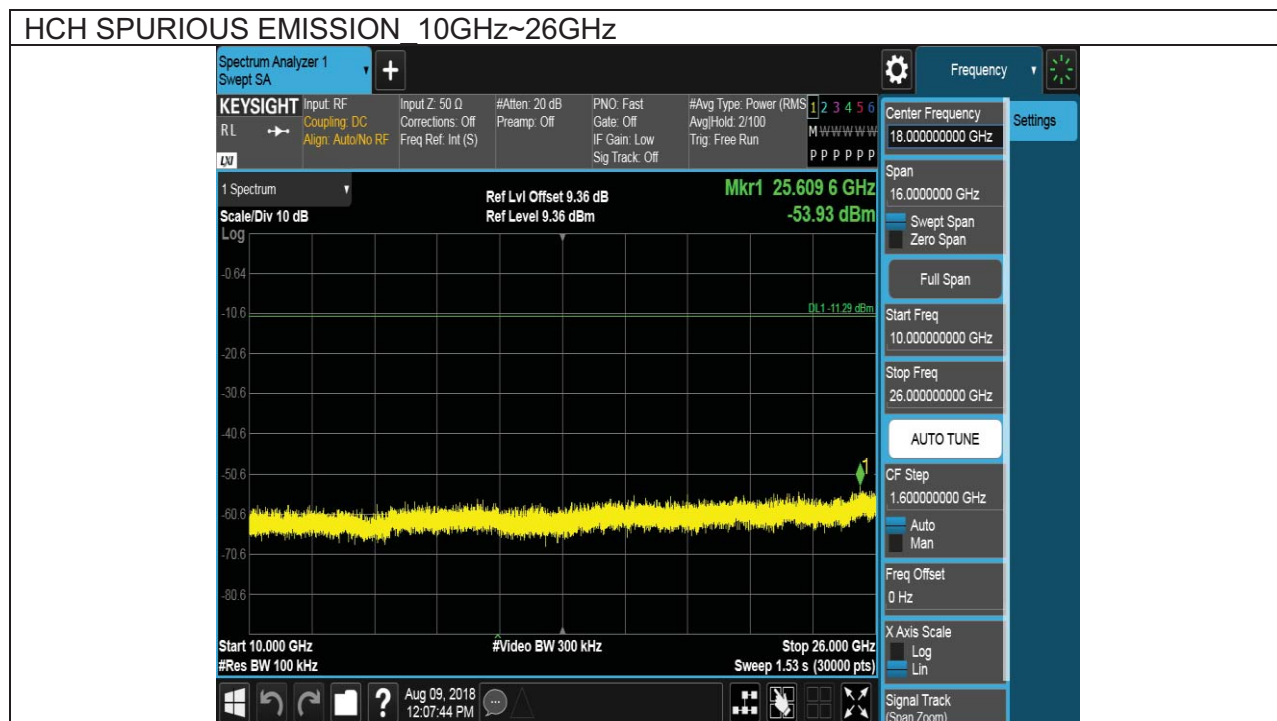 HCH SPURIOUS EMISSION_10GHz~26GHz
Spectrum Analyzer 1
Swept SA
Frequency
KEYSIGHT
RL
LXI
Input: RF
Coupling: DC
Align: Auto/No RF
Input Z: 50 Ω
Corrections: Off
Freq Ref: Int (S)
#Atten: 20 dB
Preamp: Off
PNO: Fast
Gate: Off
IF Gain: Low
Sig Track: Off
#Avg Type: Power (RMS
Avg|Hold: 2/100
Trig: Free Run
1 2 3 4 5 6
M W W W W W
P P P P P P
1 Spectrum
Scale/Div 10 dB
Log
Ref Lvl Offset 9.36 dB
Ref Level 9.36 dBm
Mkr1 25.609 6 GHz
-53.93 dBm
-0.64
-10.6
DL1 -11.29 dBm
-20.6
-30.6
-40.6
-50.6
1
-60.6
-70.6
-80.6
Start 10.000 GHz
#Res BW 100 kHz
#Video BW 300 kHz
Stop 26.000 GHz
Sweep 1.53 s (30000 pts)
?
Aug 09, 2018
12:07:44 PM
Center Frequency
18.000000000 GHz
Settings
Span
16.0000000 GHz
Swept Span
Zero Span
Full Span
Start Freq
10.000000000 GHz
Stop Freq
26.000000000 GHz
AUTO TUNE
CF Step
1.600000000 GHz
Auto
Man
Freq Offset
0 Hz
X Axis Scale
Log
Lin
Signal Track
(Span Zoom)